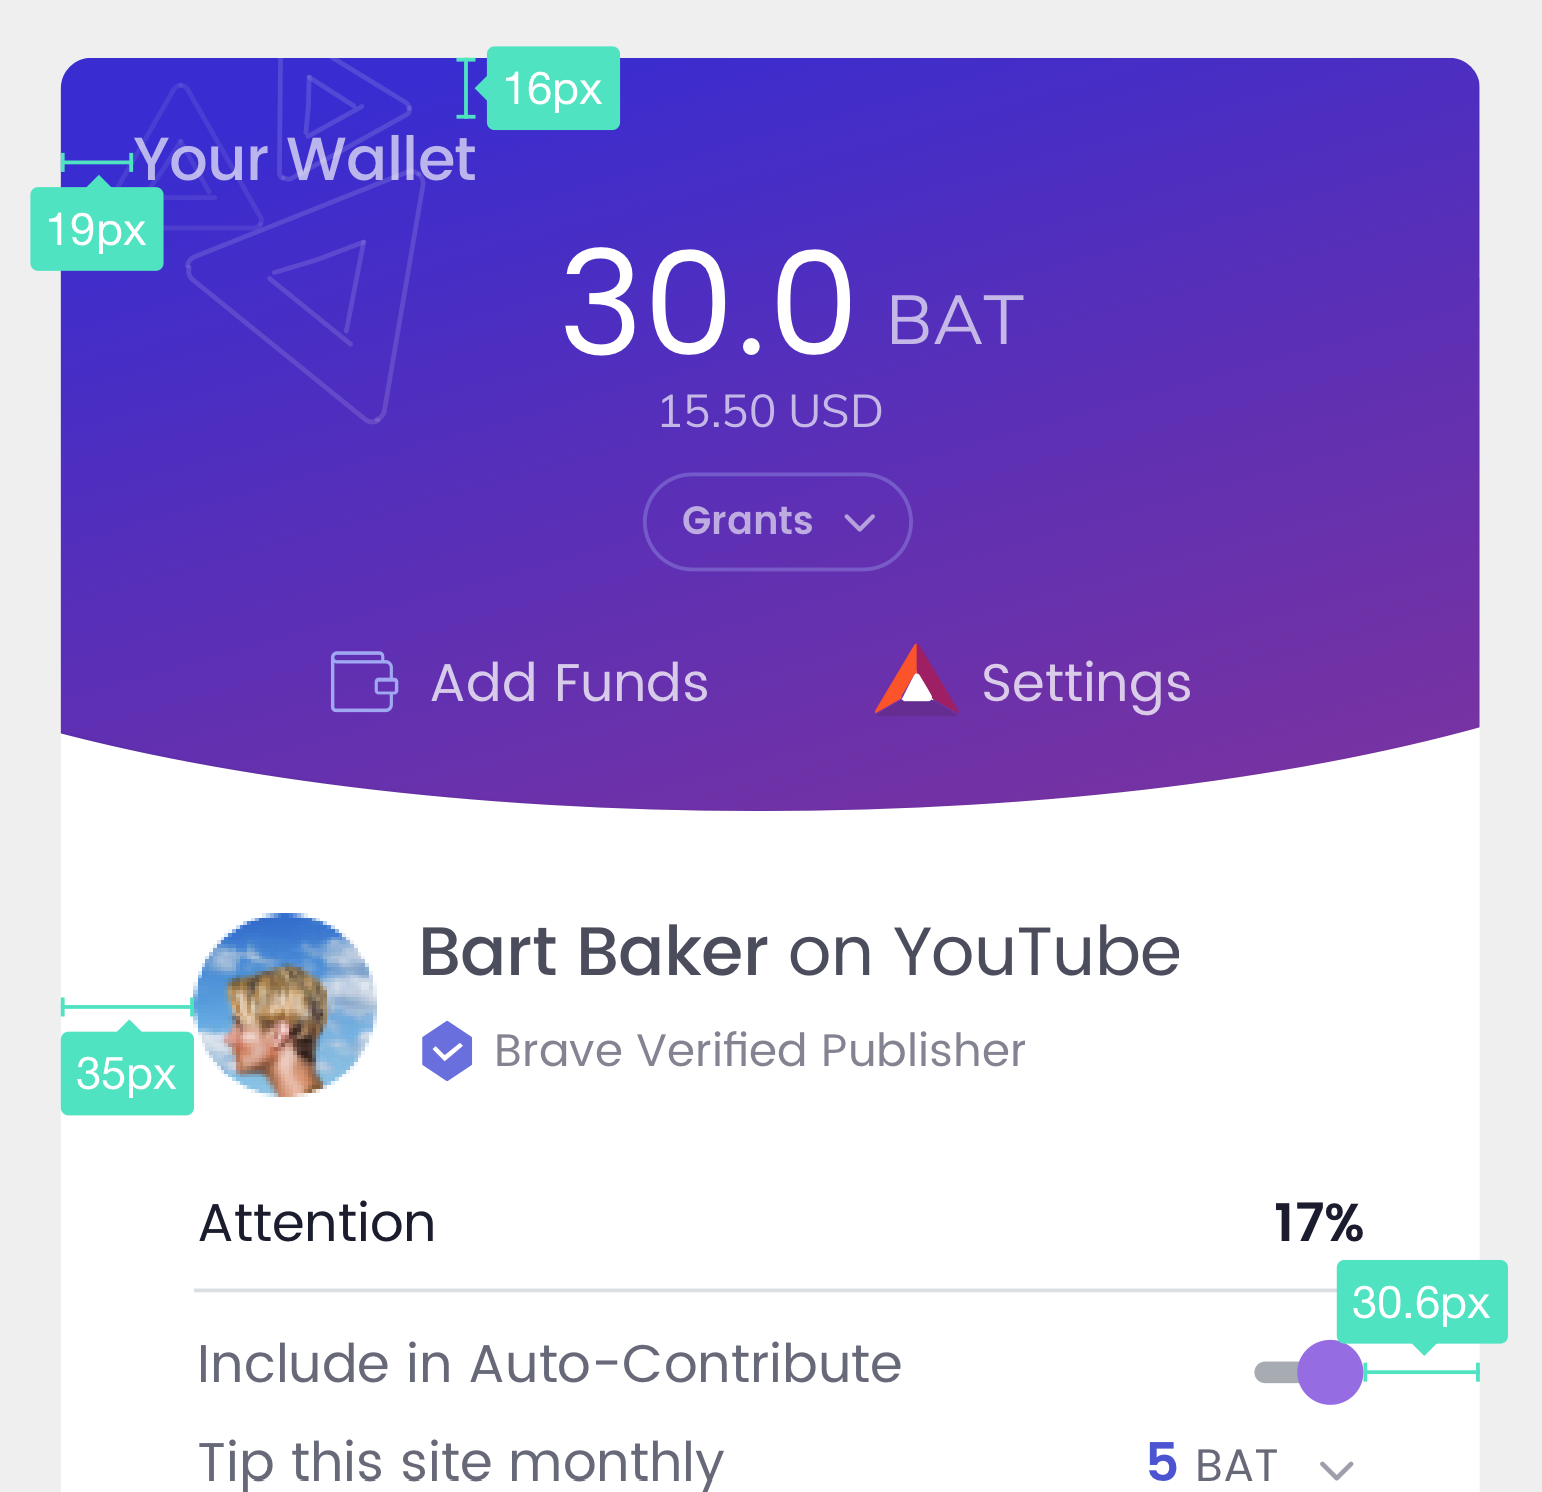 16px
Your Wallet
19px
30.0 BAT
15.50 USD
Grants
Add Funds
Settings
Bart Baker on YouTube
Brave Verified Publisher
35px
Attention 17%
30.6px
Include in Auto-Contribute
Tip this site monthly 5 BAT